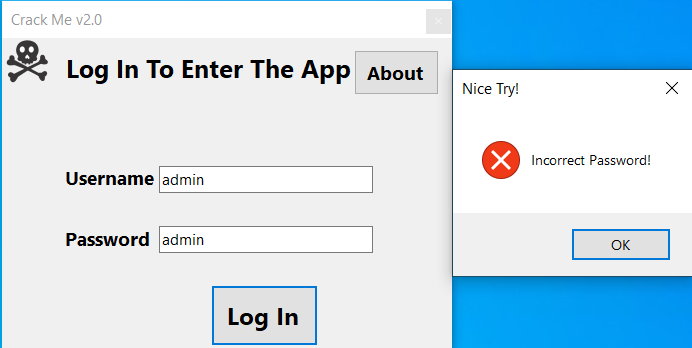 Crack Me v2.0
Log In To Enter The App
About
Username admin
Password admin
Log In
Nice Try!
Incorrect Password!
OK